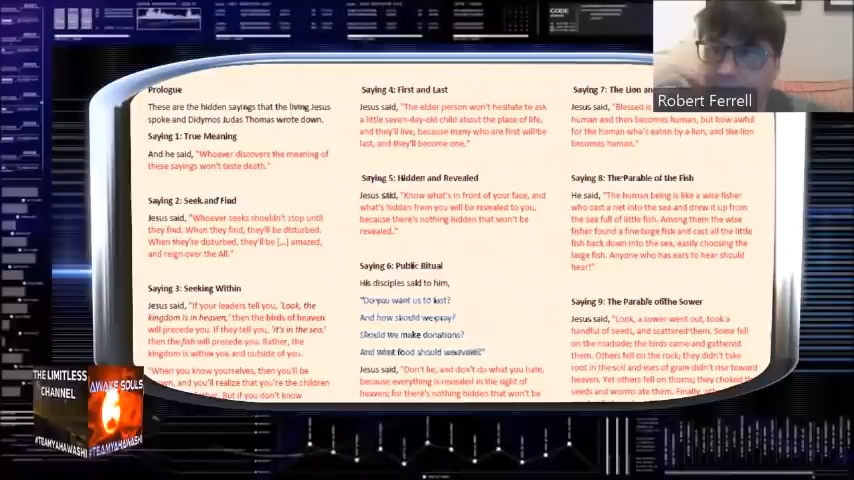 Prologue
These are the hidden sayings that the living Jesus
spoke and Didymos Judas Thomas wrote down.
Saying 1: True Meaning
And he said, "Whoever discovers the meaning of
these sayings won't taste death."
Saying 2: Seek and Find
Jesus said, "Whoever seeks shouldn't stop until
they find. When they find, they'll be disturbed.
When they're disturbed, they'll be […] amazed,
and reign over the All."
Saying 3: Seeking Within
Jesus said, "If your leaders tell you, 'Look, the
kingdom is in heaven,' then the birds of heaven
will precede you. If they tell you, 'It's in the sea,'
then the fish will precede you. Rather, the
kingdom is within you and outside of you.
"When you know yourselves, then you'll be
own, and you'll realize that you're the children
But if you don't know
Saying 4: First and Last
Jesus said, "The elder person won't hesitate to ask
a little seven-day-old child about the place of life,
and they'll live, because many who are first will be
last, and they'll become one."
Saying 5: Hidden and Revealed
Jesus said, "Know what's in front of your face, and
what's hidden from you will be revealed to you,
because there's nothing hidden that won't be
revealed."
Saying 6: Public Ritual
His disciples said to him,
"Do you want us to fast?
And how should we pray?
Should we make donations?
And what food should we avoid?"
Jesus said, "Don't lie, and don't do what you hate,
because everything is revealed in the sight of
heaven; for there's nothing hidden that won't be
Saying 7: The Lion an
Jesus said, "Blessed is
human and then becomes human, but how awful
for the human who's eaten by a lion, and the lion
becomes human."
Saying 8: The Parable of the Fish
He said, "The human being is like a wise fisher
who cast a net into the sea and drew it up from
the sea full of little fish. Among them the wise
fisher found a fine large fish and cast all the little
fish back down into the sea, easily choosing the
large fish. Anyone who has ears to hear should
hear!"
Saying 9: The Parable of the Sower
Jesus said, "Look, a sower went out, took a
handful of seeds, and scattered them. Some fell
on the roadside; the birds came and gathered
them. Others fell on the rock; they didn't take
root in the soil and ears of grain didn't rise toward
heaven. Yet others fell on thorns; they choked the
seeds and worms ate them. Finally,
Robert Ferrell
CODE
THE LIMITLESS
CHANNEL
#TEAMYAHAWASHI
AWAKE SOULS
#TEAMYAHAWASHI